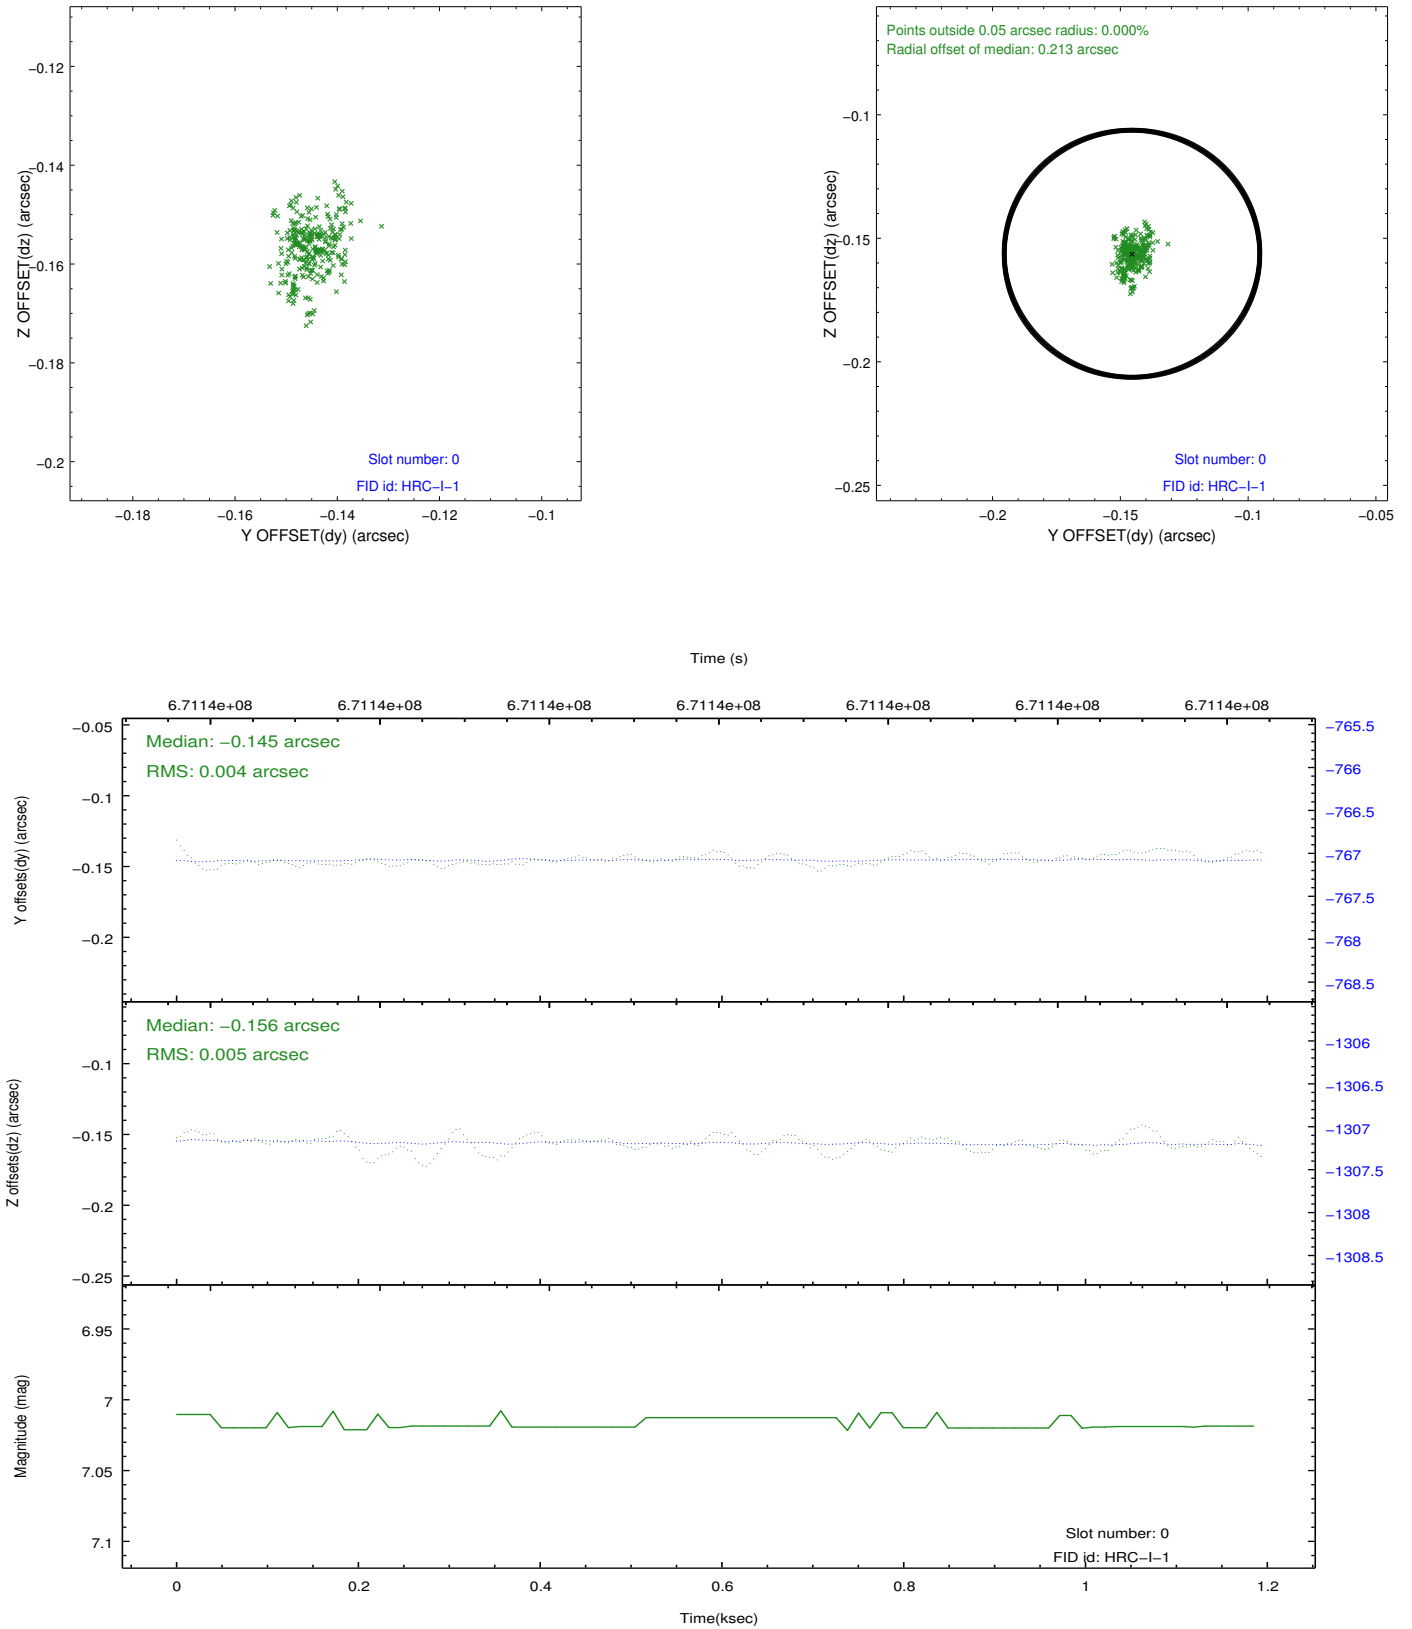 −0.12
−0.14
−0.16
−0.18
−0.2
Z OFFSET(dz) (arcsec)
Slot number: 0
FID id: HRC−I−1
−0.18
−0.16
−0.14
−0.12
−0.1
Y OFFSET(dy) (arcsec)
Points outside 0.05 arcsec radius: 0.000%
Radial offset of median: 0.213 arcsec
−0.1
−0.15
−0.2
−0.25
Z OFFSET(dz) (arcsec)
Slot number: 0
FID id: HRC−I−1
−0.2
−0.15
−0.1
−0.05
Y OFFSET(dy) (arcsec)
Time (s)
6.7114e+08
6.7114e+08
6.7114e+08
6.7114e+08
6.7114e+08
6.7114e+08
6.7114e+08
Median: −0.145 arcsec
RMS: 0.004 arcsec
−0.05
−0.1
−0.15
−0.2
Y offsets(dy) (arcsec)
−765.5
−766
−766.5
−767
−767.5
−768
−768.5
Median: −0.156 arcsec
RMS: 0.005 arcsec
−0.1
−0.15
−0.2
−0.25
Z offsets(dz) (arcsec)
−1306
−1306.5
−1307
−1307.5
−1308
−1308.5
6.95
7
7.05
7.1
Magnitude (mag)
Slot number: 0
FID id: HRC−I−1
0
0.2
0.4
0.6
0.8
1
1.2
Time(ksec)